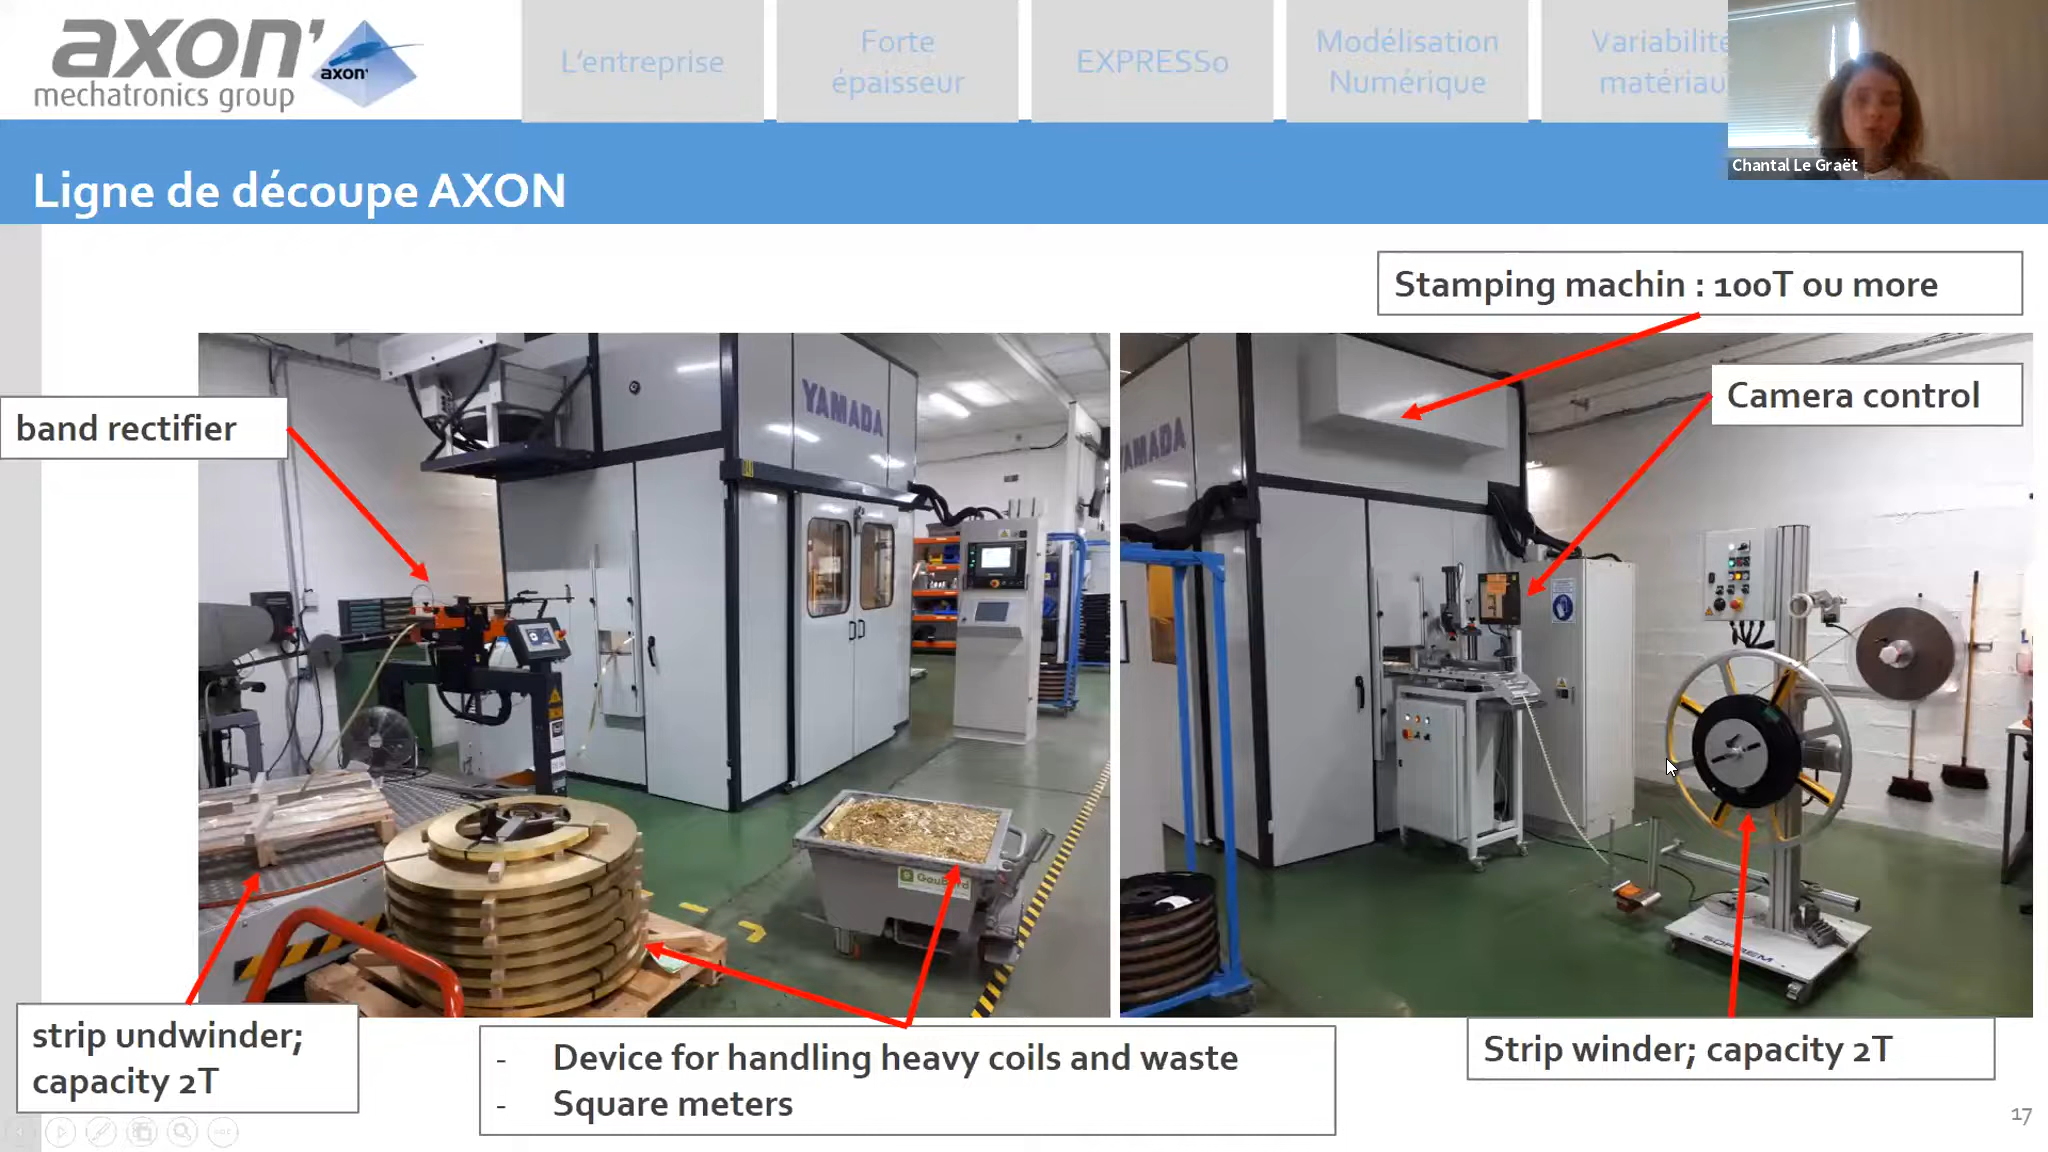 axon'
axon'
mechatronics group
L'entreprise
Forte
épaisseur
EXPRESSo
Modélisation
Numérique
Variabilité
matériau
Chantal Le Graët
Ligne de découpe AXON
Stamping machin : 100T ou more
Camera control
band rectifier
YAMADA
YAMADA
strip undwinder;
capacity 2T
- Device for handling heavy coils and waste
- Square meters
Strip winder; capacity 2T
17